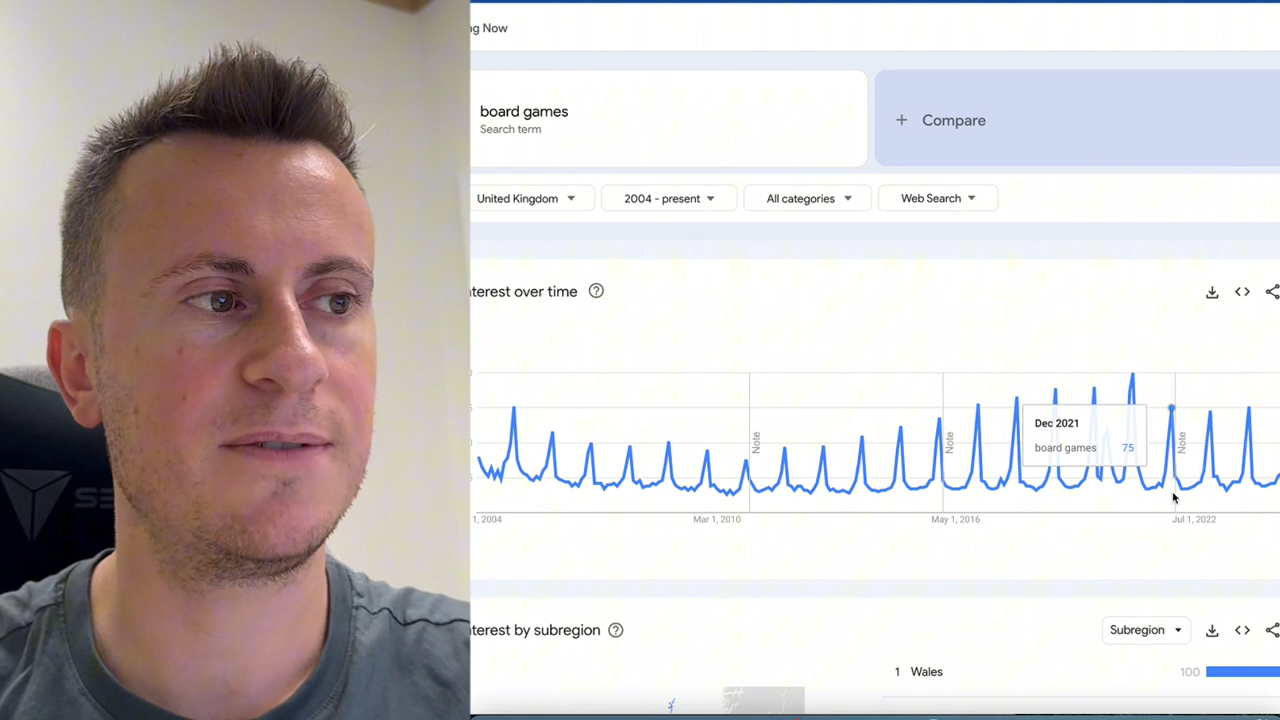 ng Now
board games
Search term
+ Compare
United Kingdom
2004 - present
All categories
Web Search
terest over time
Dec 2021
board games 75
Note
Note
Note
1, 2004
Mar 1, 2010
May 1, 2016
Jul 1, 2022
terest by subregion
Subregion
1 Wales
100
SE